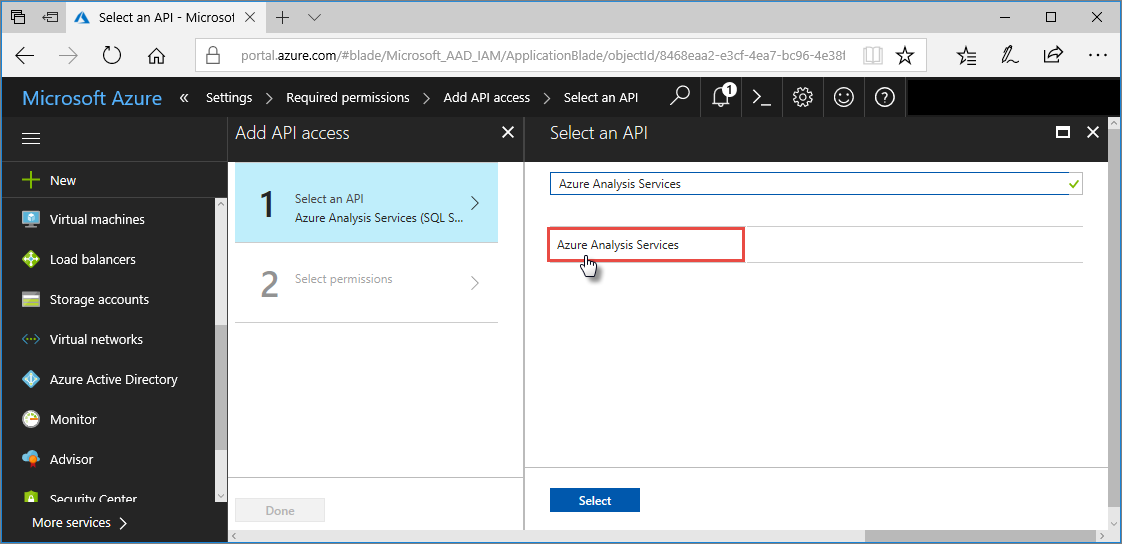 Select an API - Microsof
portal.azure.com/#blade/Microsoft_AAD_IAM/ApplicationBlade/objectId/8468eaa2-e3cf-4ea7-bc96-4e38f
Microsoft Azure « Settings > Required permissions > Add API access > Select an API 1
New
Virtual machines
Load balancers
Storage accounts
Virtual networks
Azure Active Directory
Monitor
Advisor
Security Center
More services >
Add API access
1
Select an API
Azure Analysis Services (SQL S...
2
Select permissions
Done
Select an API
Azure Analysis Services
Azure Analysis Services
Select